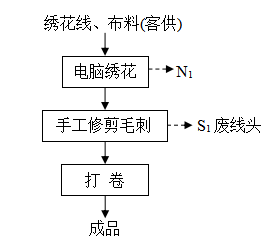 绣花线、布料(客供)
电脑绣花
N1
手工修剪毛刺
S1 废线头
打 卷
成品